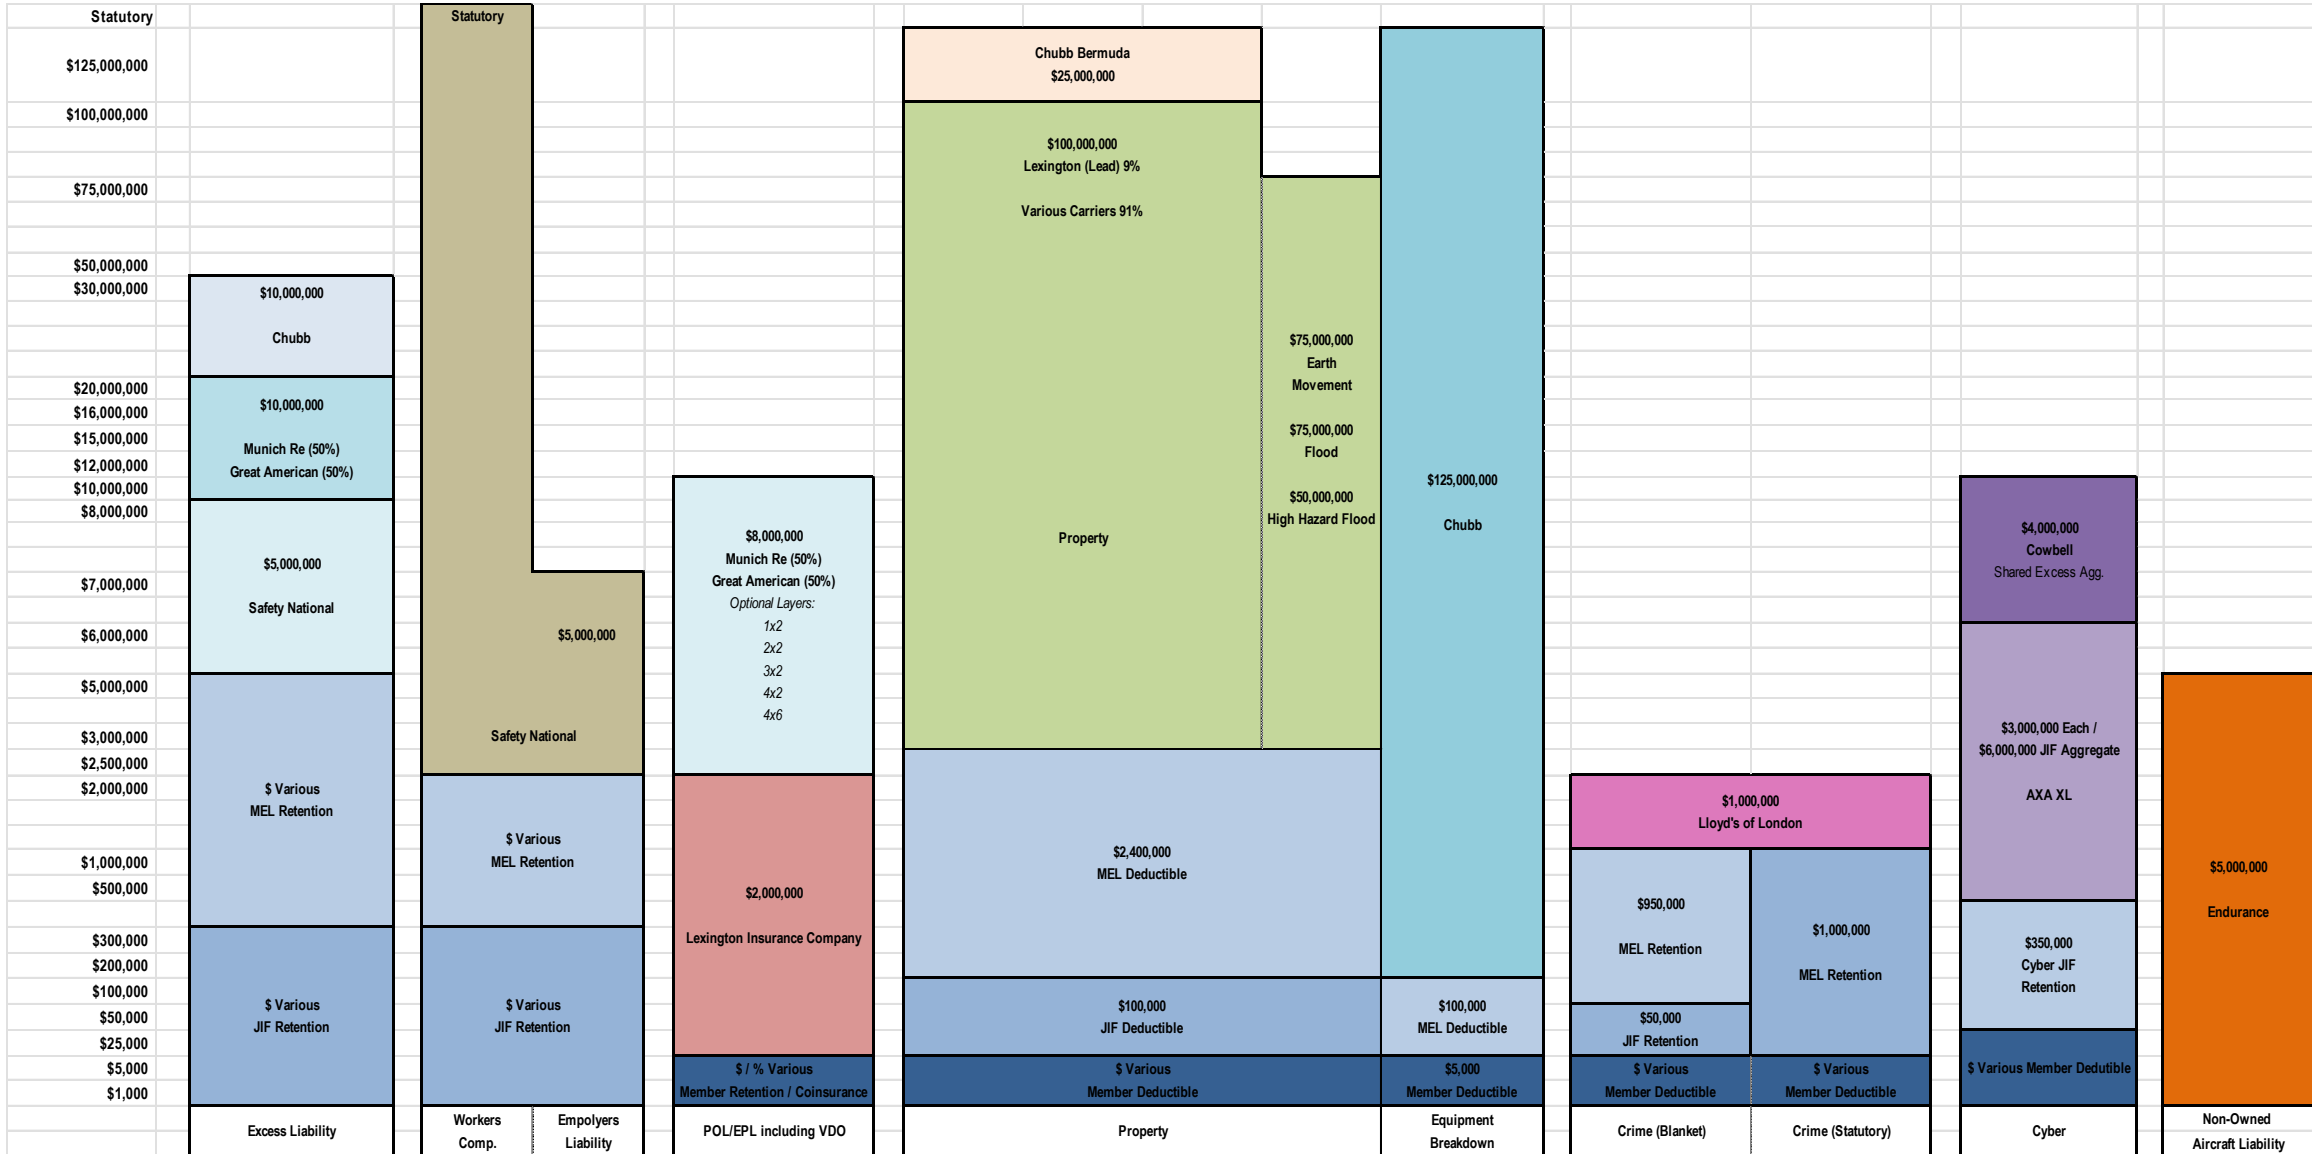 Statutory
$125,000,000
$100,000,000
$75,000,000
$50,000,000
$30,000,000
$20,000,000
$16,000,000
$15,000,000
$12,000,000
$10,000,000
$8,000,000
$7,000,000
$6,000,000
$5,000,000
$3,000,000
$2,500,000
$2,000,000
$1,000,000
$500,000
$300,000
$200,000
$100,000
$50,000
$25,000
$5,000
$1,000
$10,000,000
Chubb
$10,000,000
Munich Re (50%)
Great American (50%)
$5,000,000
Safety National
$ Various
MEL Retention
$ Various
JIF Retention
Excess Liability
Statutory
$5,000,000
Safety National
$ Various
MEL Retention
$ Various
JIF Retention
Workers
Comp.
Empolyers
Liability
$8,000,000
Munich Re (50%)
Great American (50%)
Optional Layers:
1x2
2x2
3x2
4x2
4x6
$2,000,000
Lexington Insurance Company
$ / % Various
Member Retention / Coinsurance
POL/EPL including VDO
Chubb Bermuda
$25,000,000
$100,000,000
Lexington (Lead) 9%
Various Carriers 91%
Property
$75,000,000
Earth
Movement
$75,000,000
Flood
$50,000,000
High Hazard Flood
$2,400,000
MEL Deductible
$100,000
JIF Deductible
$ Various
Member Deductible
Property
$125,000,000
Chubb
$100,000
MEL Deductible
$5,000
Member Deductible
Equipment
Breakdown
$1,000,000
Lloyd's of London
$950,000
MEL Retention
$50,000
JIF Retention
$ Various
Member Deductible
Crime (Blanket)
$1,000,000
MEL Retention
$ Various
Member Deductible
Crime (Statutory)
$4,000,000
Cowbell
Shared Excess Agg.
$3,000,000 Each /
$6,000,000 JIF Aggregate
AXA XL
$350,000
Cyber JIF
Retention
$ Various Member Dedutible
Cyber
$5,000,000
Endurance
Non-Owned
Aircraft Liability